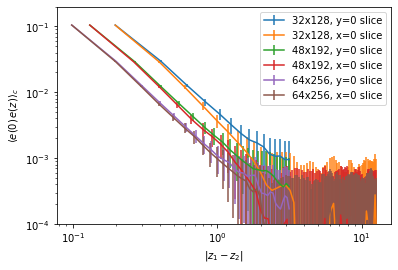 32x128, y=0 slice
32x128, x=0 slice
48x192, y=0 slice
48x192, x=0 slice
64x256, y=0 slice
64x256, x=0 slice
⟨e(0) e(z)⟩c
10⁻¹
10⁻²
10⁻³
10⁻⁴
10⁻¹ 10⁰ 10¹
|z₁ − z₂|